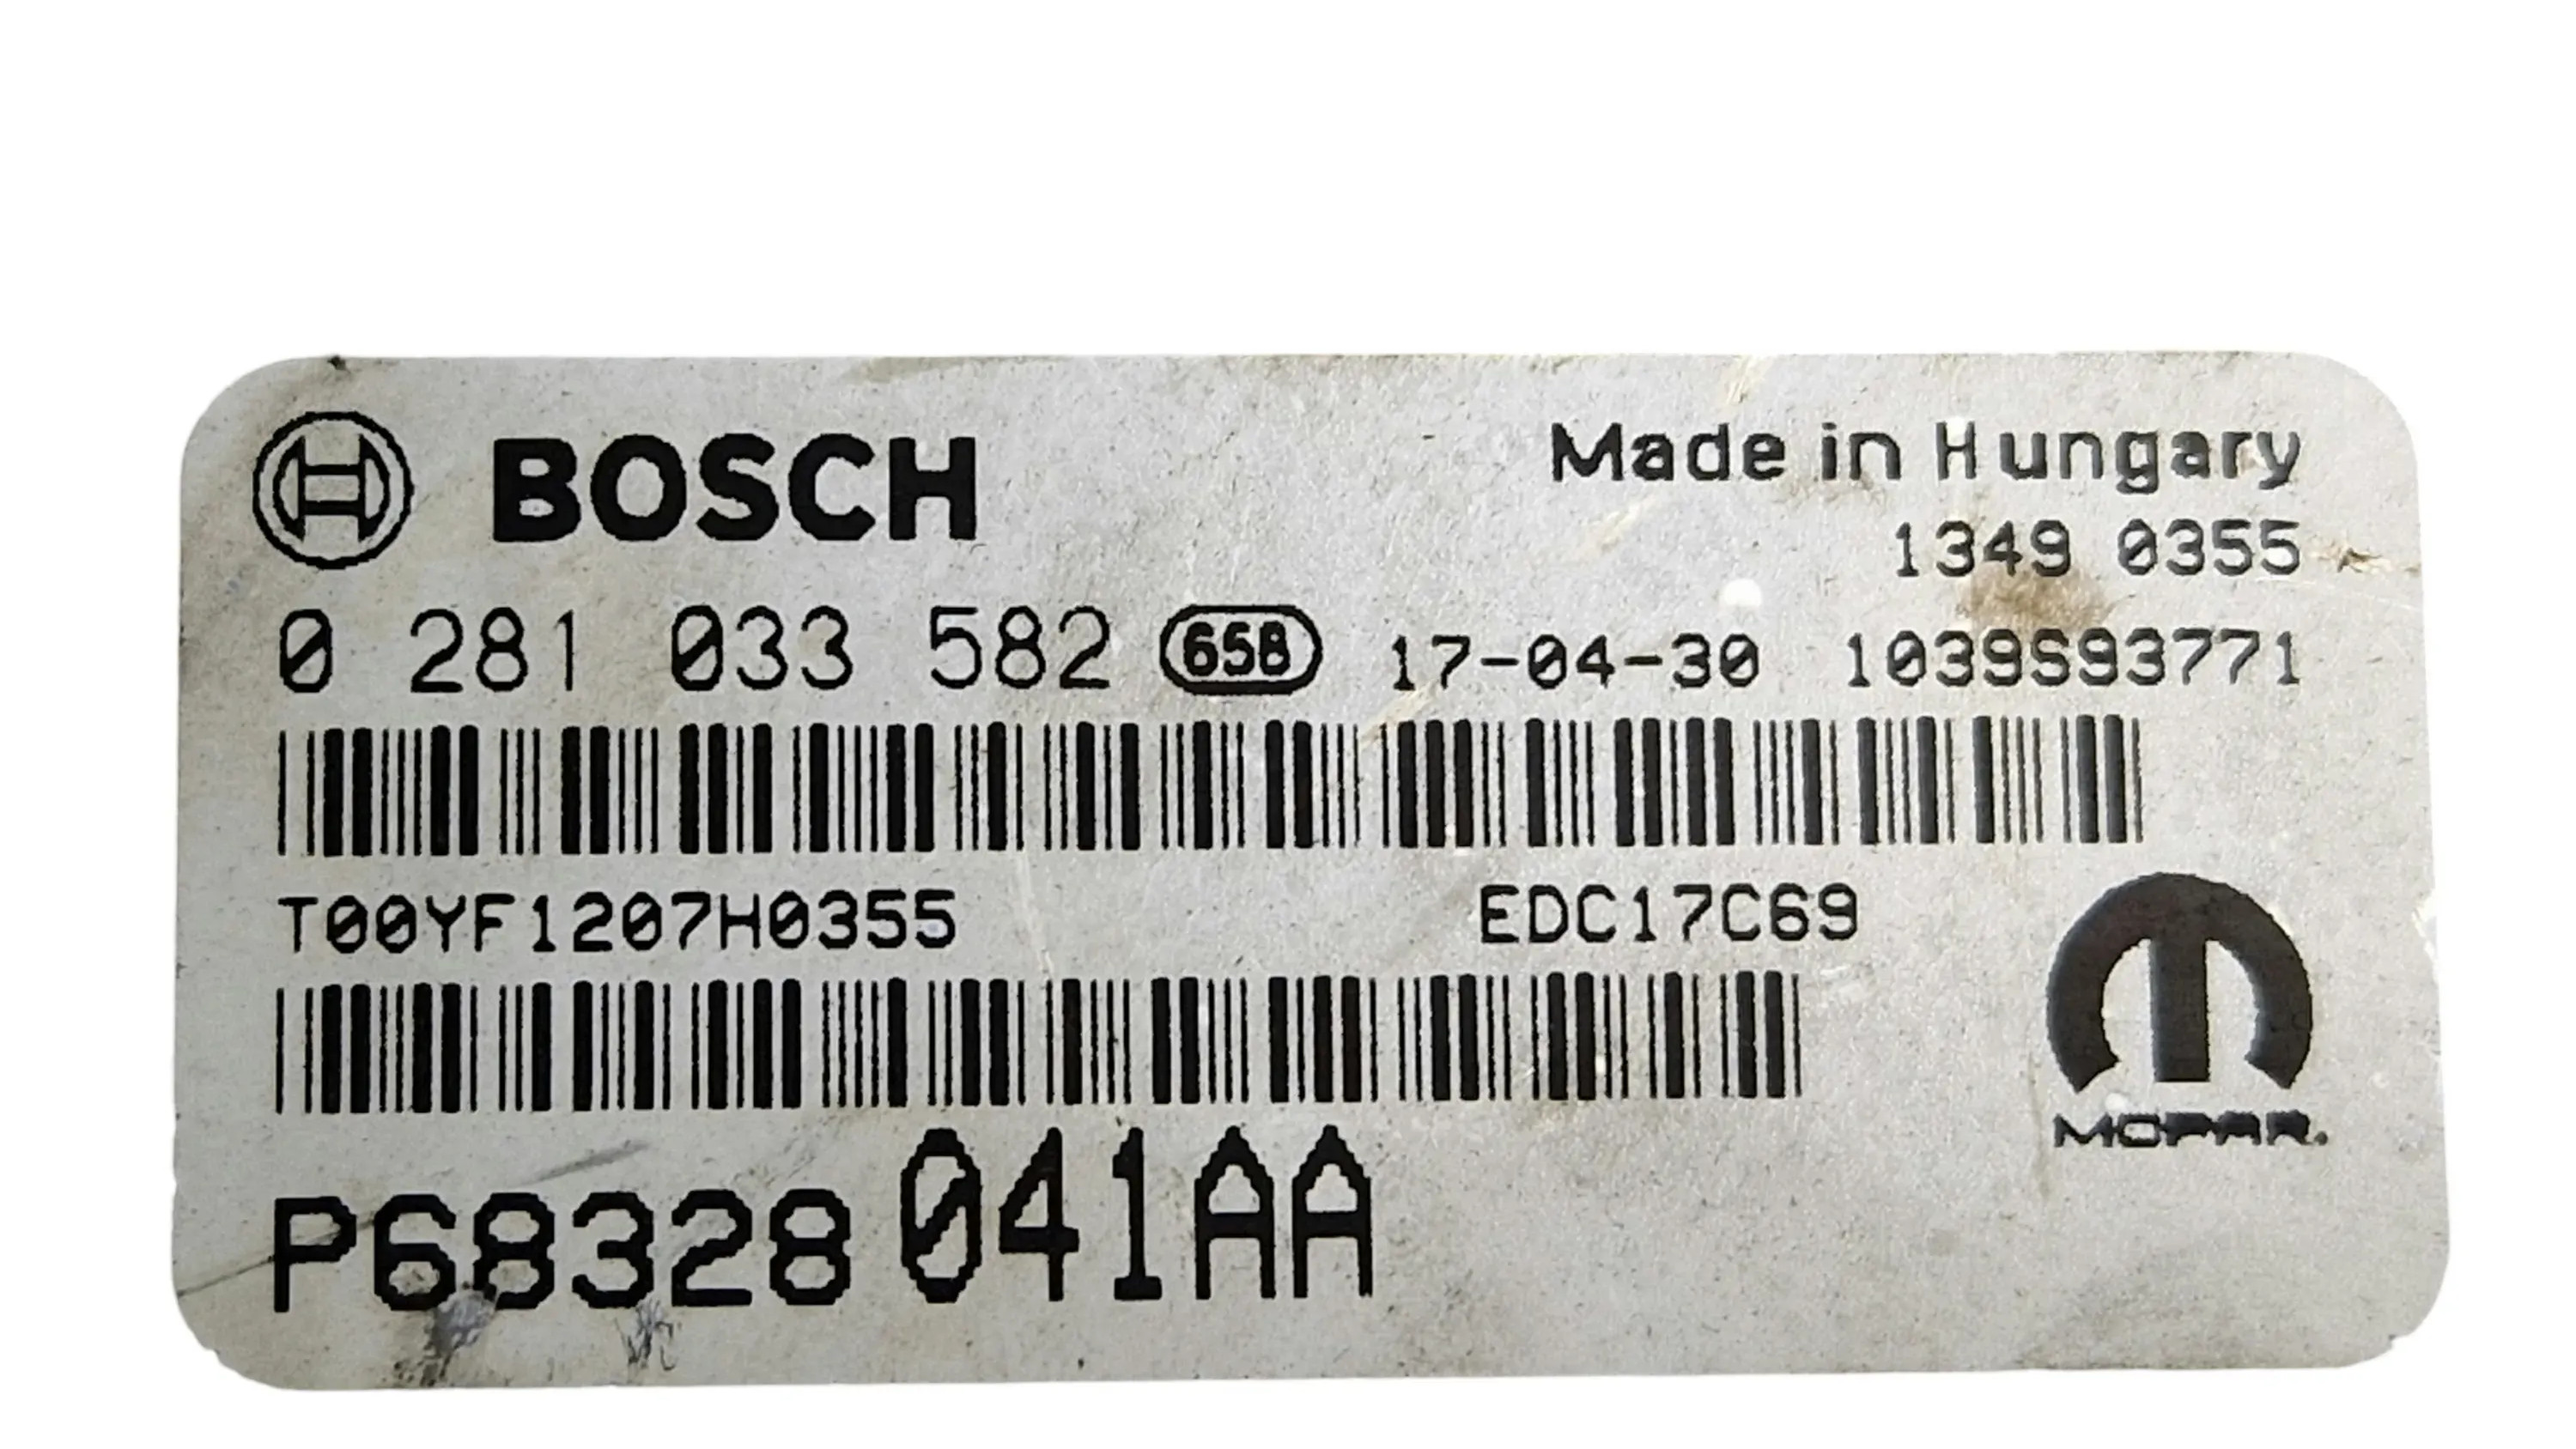 BOSCH Made in Hungary
1349 0355
0 281 033 582 658 17-04-30 1039S93771
T00YF1207H0355 EDC17C69
MOPAR.
P68328041AA